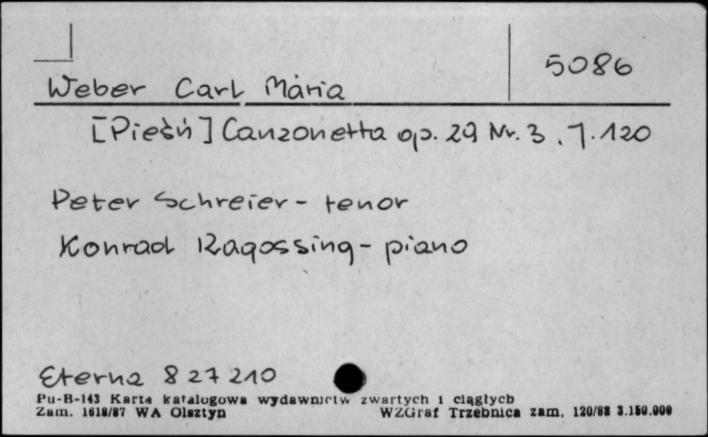 5086
Weber Carl Maria
[Pieśń] Canzonetta op. 29 Nr. 3. J. 120
Peter Schreier - tenor
Konrad Ragossing - piano
Eterna 827210
Pu-B-143 Karta katalogowa wydawnictw zwartych i ciągłych
Zam. 1618/87 WA Olsztyn WZGraf Trzebnica zam. 120/88 3.150.000